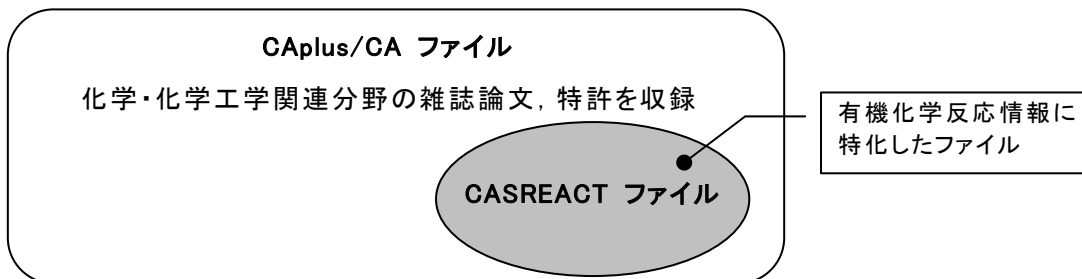 CAplus/CA ファイル
化学・化学工学関連分野の雑誌論文, 特許を収録
有機化学反応情報に
特化したファイル
CASREACT ファイル